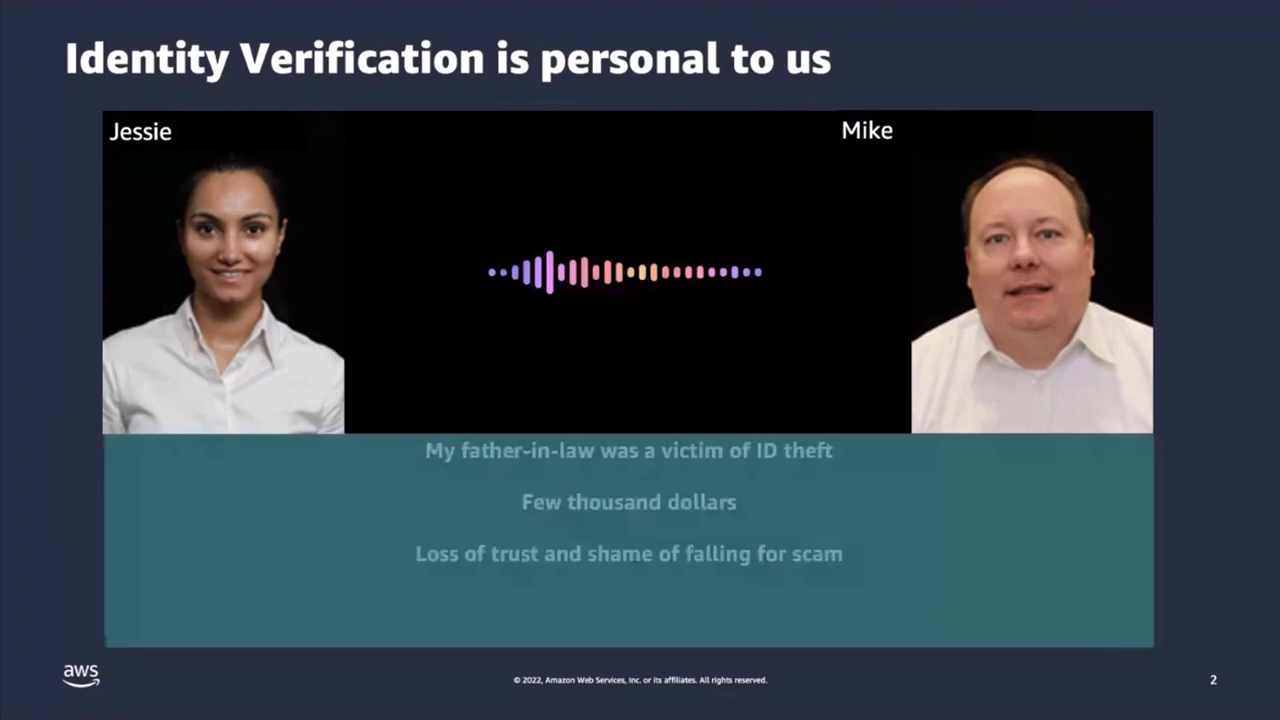 Identity Verification is personal to us
Jessie
Mike
My father-in-law was a victim of ID theft
Few thousand dollars
Loss of trust and shame of falling for scam
aws
© 2022, Amazon Web Services, Inc. or its affiliates. All rights reserved.
2